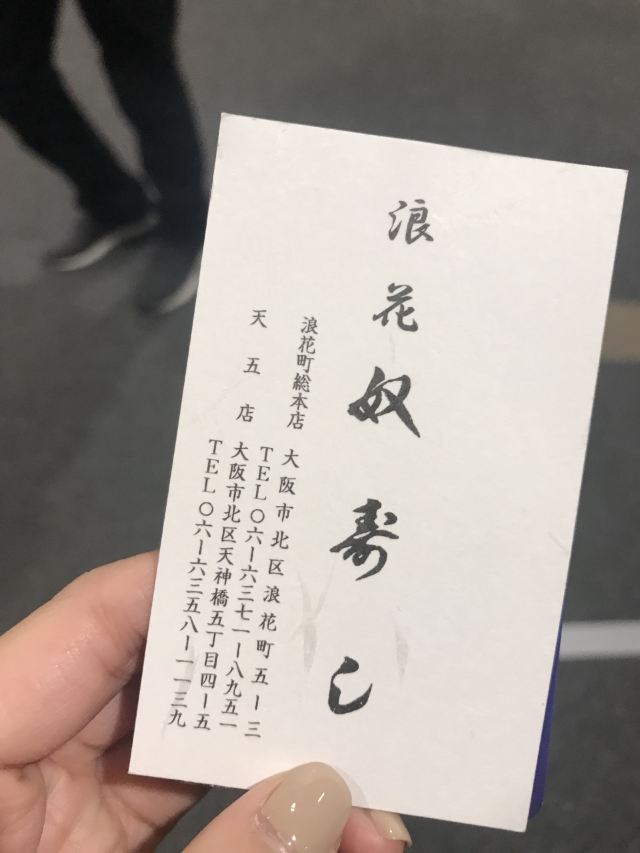 浪花奴寿し
浪花町総本店 大阪市北区浪花町五ー三
TEL〇六ー六三七一ー八九五一
天五店 大阪市北区天神橋五丁目四ー五
TEL〇六ー六三五八ー一一三九